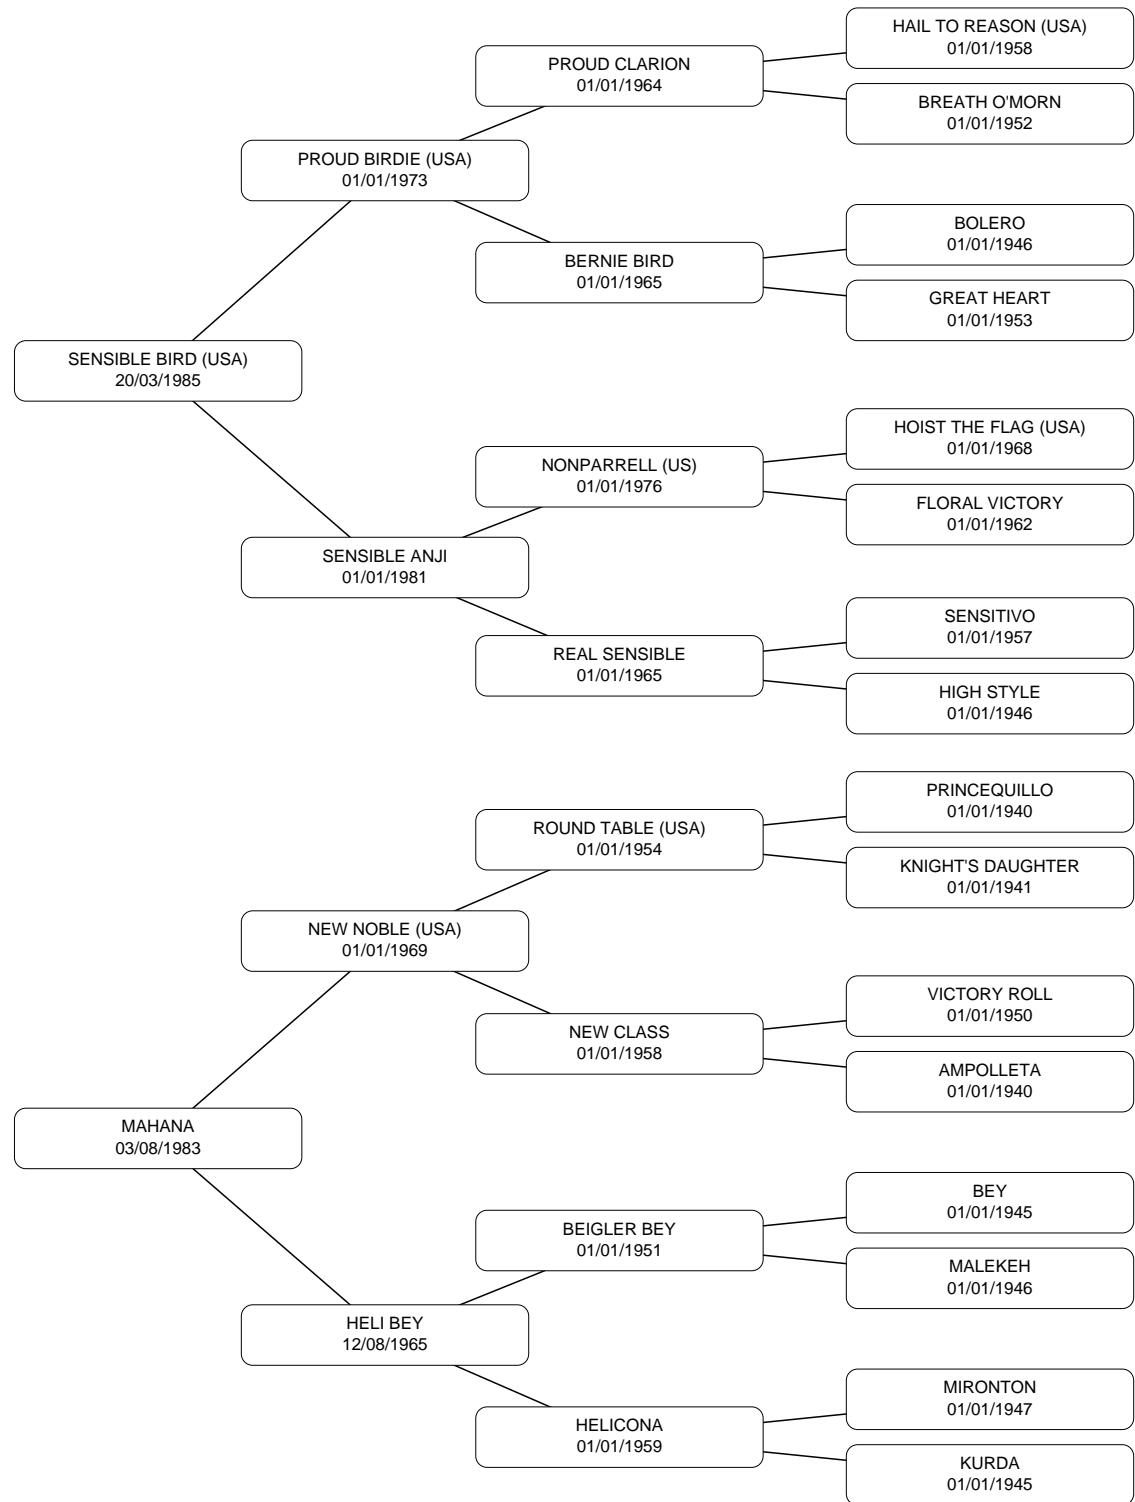 HAIL TO REASON (USA)
01/01/1958
PROUD CLARION
01/01/1964
BREATH O'MORN
01/01/1952
PROUD BIRDIE (USA)
01/01/1973
BOLERO
01/01/1946
BERNIE BIRD
01/01/1965
GREAT HEART
01/01/1953
SENSIBLE BIRD (USA)
20/03/1985
HOIST THE FLAG (USA)
01/01/1968
NONPARRELL (US)
01/01/1976
FLORAL VICTORY
01/01/1962
SENSIBLE ANJI
01/01/1981
SENSITIVO
01/01/1957
REAL SENSIBLE
01/01/1965
HIGH STYLE
01/01/1946
PRINCEQUILLO
01/01/1940
ROUND TABLE (USA)
01/01/1954
KNIGHT'S DAUGHTER
01/01/1941
NEW NOBLE (USA)
01/01/1969
VICTORY ROLL
01/01/1950
NEW CLASS
01/01/1958
AMPOLLETA
01/01/1940
MAHANA
03/08/1983
BEY
01/01/1945
BEIGLER BEY
01/01/1951
MALEKEH
01/01/1946
HELI BEY
12/08/1965
MIRONTON
01/01/1947
HELICONA
01/01/1959
KURDA
01/01/1945